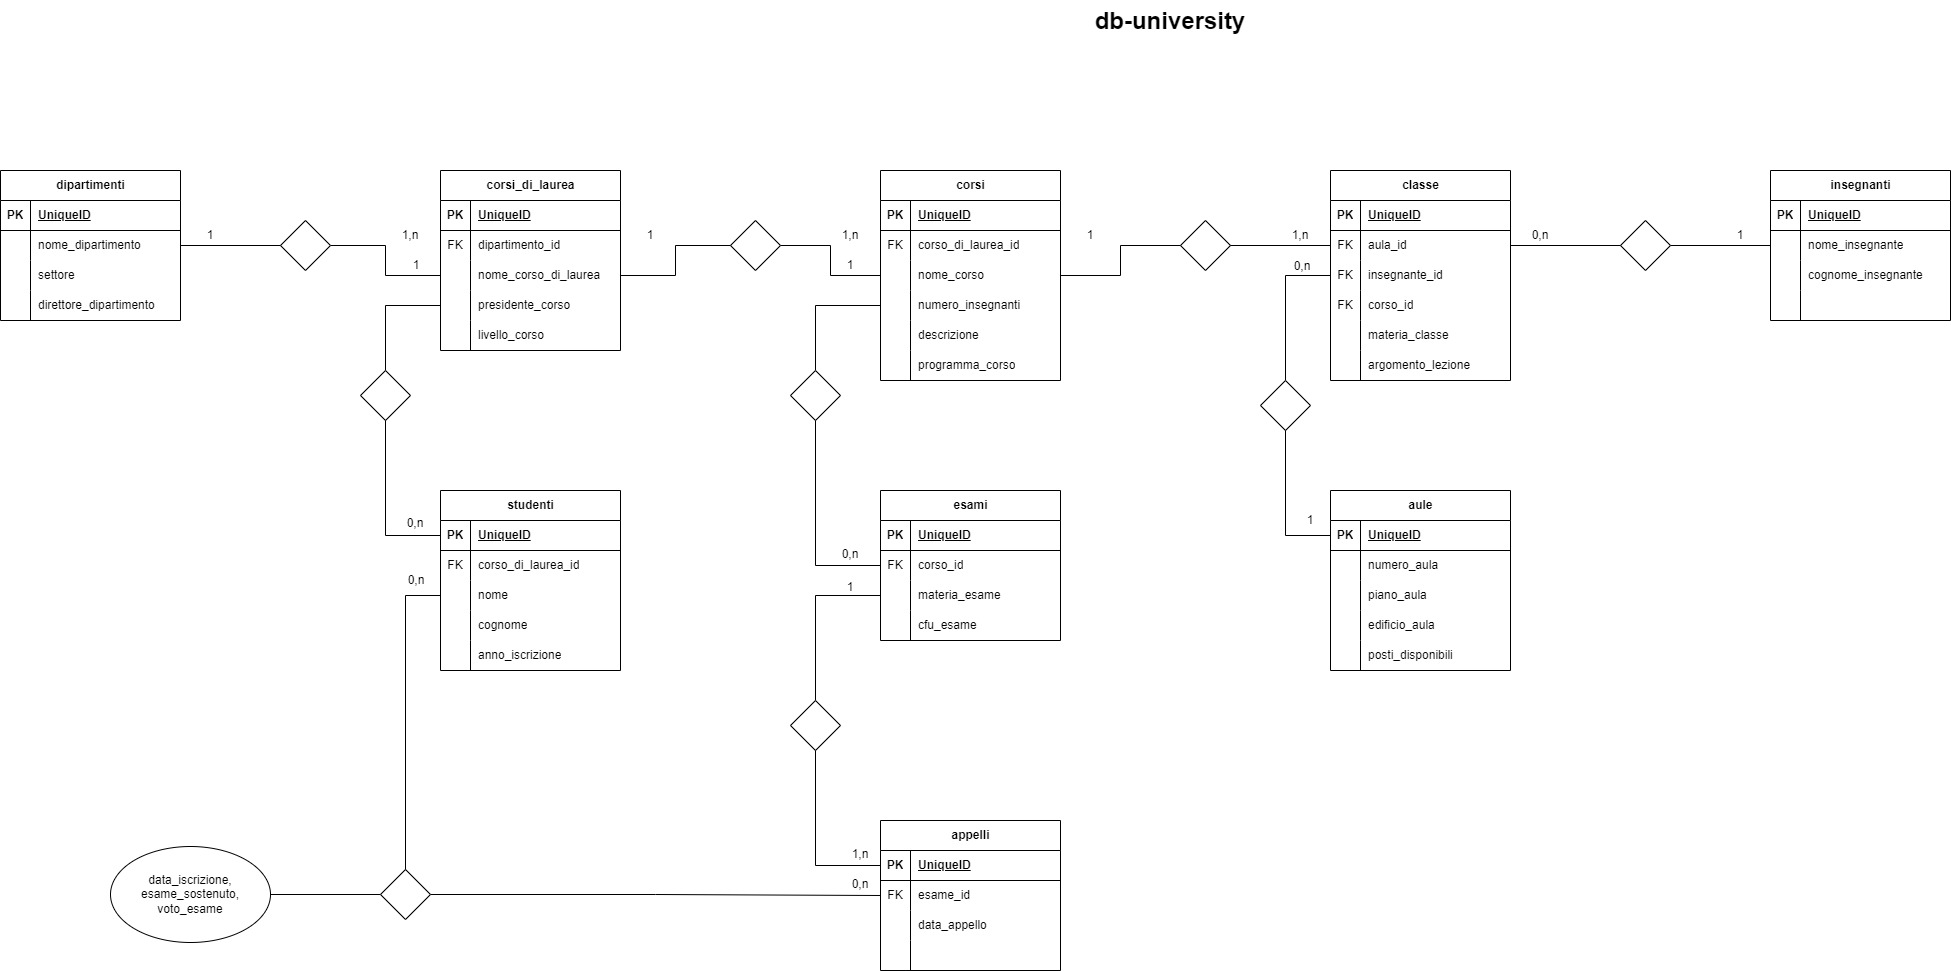 db-university
dipartimenti
PK UniqueID
nome_dipartimento
settore
direttore_dipartimento
1
1,n
1
corsi_di_laurea
PK UniqueID
FK dipartimento_id
nome_corso_di_laurea
presidente_corso
livello_corso
1
1,n
1
corsi
PK UniqueID
FK corso_di_laurea_id
nome_corso
numero_insegnanti
descrizione
programma_corso
1
1,n
0,n
classe
PK UniqueID
FK aula_id
FK insegnante_id
FK corso_id
materia_classe
argomento_lezione
0,n
1
insegnanti
PK UniqueID
nome_insegnante
cognome_insegnante
0,n
0,n
studenti
PK UniqueID
FK corso_di_laurea_id
nome
cognome
anno_iscrizione
0,n
1
esami
PK UniqueID
FK corso_id
materia_esame
cfu_esame
1
aule
PK UniqueID
numero_aula
piano_aula
edificio_aula
posti_disponibili
data_iscrizione,
esame_sostenuto,
voto_esame
1,n
0,n
appelli
PK UniqueID
FK esame_id
data_appello